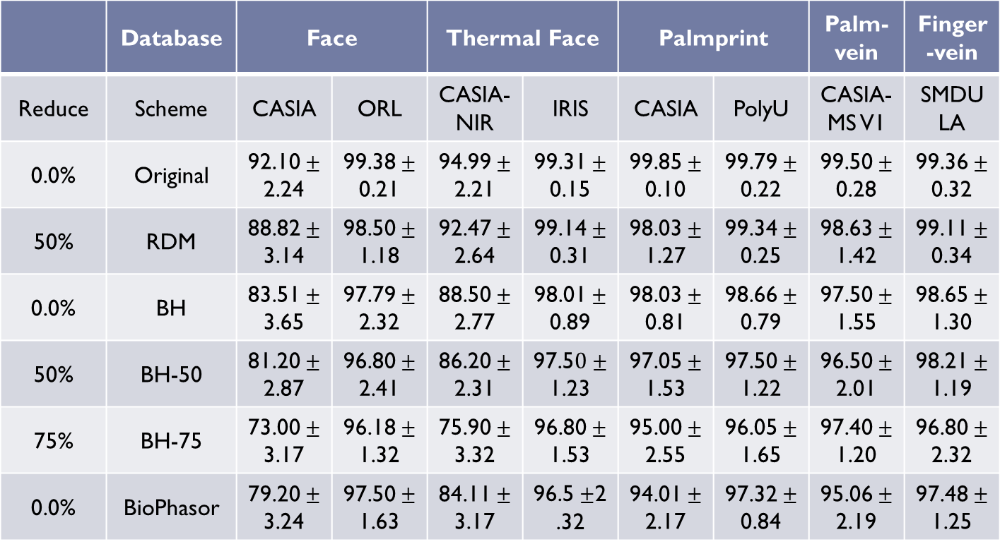 Database Face Thermal Face Palmprint Palm-
vein Finger
-vein
Reduce Scheme CASIA ORL CASIA-
NIR IRIS CASIA PolyU CASIA-
MS V1 SMDU
LA
0.0% Original 92.10 ± 99.38 ± 94.99 ± 99.31 ± 99.85 ± 99.79 ± 99.50 ± 99.36 ±
2.24 0.21 2.21 0.15 0.10 0.22 0.28 0.32
50% RDM 88.82 ± 98.50 ± 92.47 ± 99.14 ± 98.03 ± 99.34 ± 98.63 ± 99.11 ±
3.14 1.18 2.64 0.31 1.27 0.25 1.42 0.34
0.0% BH 83.51 ± 97.79 ± 88.50 ± 98.01 ± 98.03 ± 98.66 ± 97.50 ± 98.65 ±
3.65 2.32 2.77 0.89 0.81 0.79 1.55 1.30
50% BH-50 81.20 ± 96.80 ± 86.20 ± 97.50 ± 97.05 ± 97.50 ± 96.50 ± 98.21 ±
2.87 2.41 2.31 1.23 1.53 1.22 2.01 1.19
75% BH-75 73.00 ± 96.18 ± 75.90 ± 96.80 ± 95.00 ± 96.05 ± 97.40 ± 96.80 ±
3.17 1.32 3.32 1.53 2.55 1.65 1.20 2.32
0.0% BioPhasor 79.20 ± 97.50 ± 84.11 ± 96.5 ±2 94.01 ± 97.32 ± 95.06 ± 97.48 ±
3.24 1.63 3.17 .32 2.17 0.84 2.19 1.25